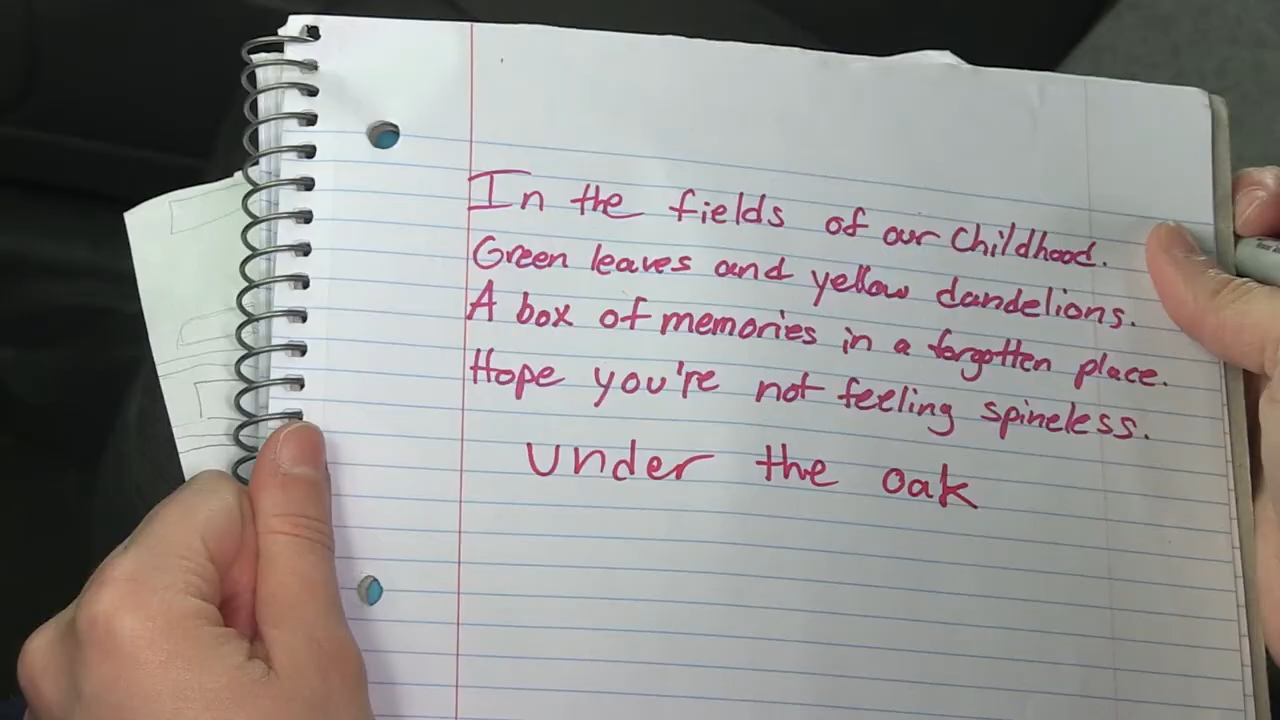 In the fields of our childhood.
Green leaves and yellow dandelions.
A box of memories in a forgotten place.
Hope you're not feeling spineless.
under the oak